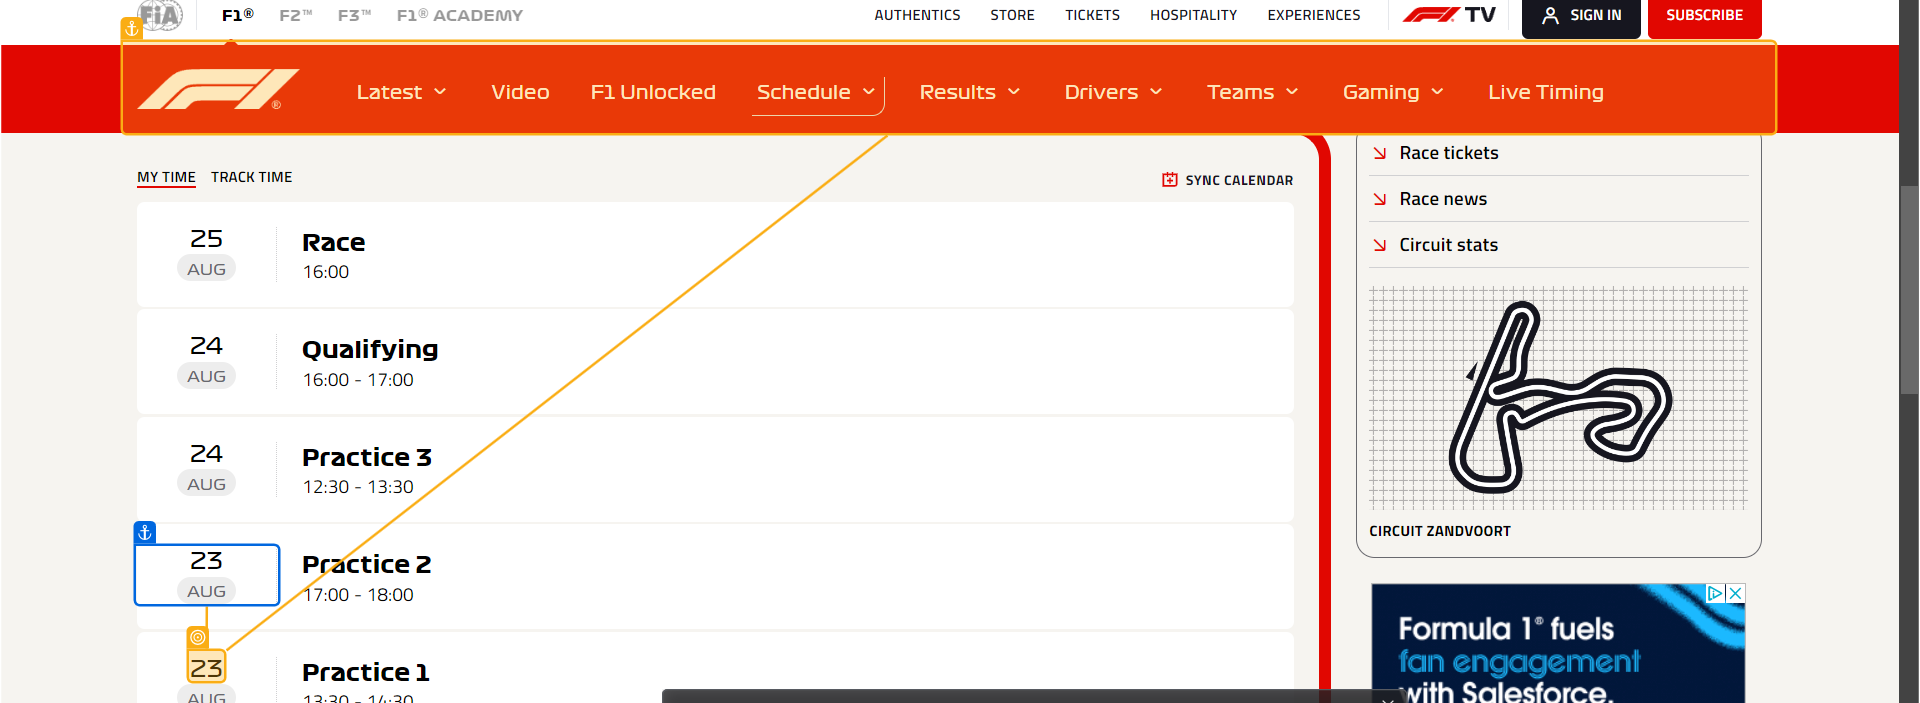 FiA F1® F2™ F3™ F1® ACADEMY AUTHENTICS STORE TICKETS HOSPITALITY EXPERIENCES F1 TV SIGN IN SUBSCRIBE
F1® Latest Video F1 Unlocked Schedule Results Drivers Teams Gaming Live Timing
MY TIME TRACK TIME SYNC CALENDAR
25 AUG
Race
16:00
24 AUG
Qualifying
16:00 - 17:00
24 AUG
Practice 3
12:30 - 13:30
23 AUG
Practice 2
17:00 - 18:00
23 AUG
Practice 1
13:30 - 14:30
Race tickets
Race news
Circuit stats
CIRCUIT ZANDVOORT
Formula 1® fuels
fan engagement
with Salesforce.